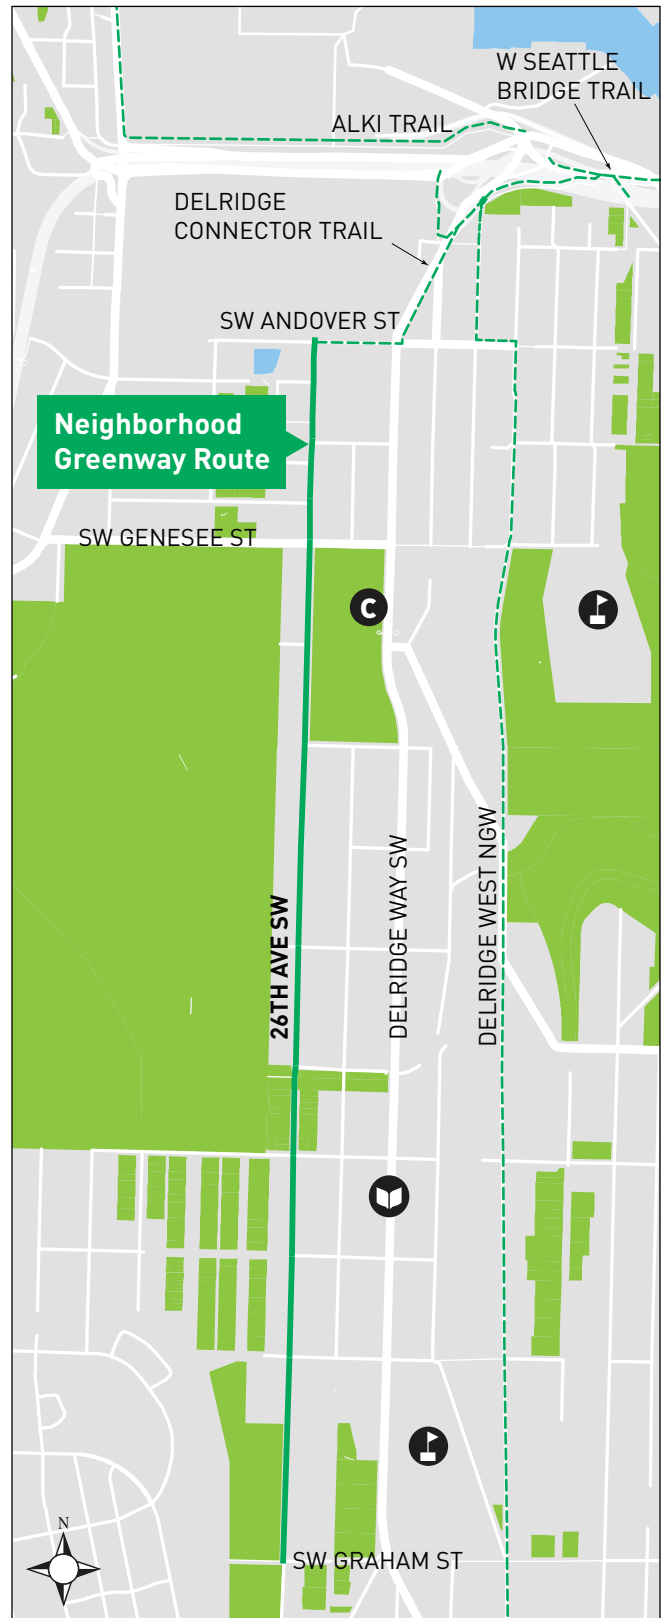 W SEATTLE
BRIDGE TRAIL
ALKI TRAIL
DELRIDGE
CONNECTOR TRAIL
SW ANDOVER ST
Neighborhood
Greenway Route
SW GENESEE ST
C
26TH AVE SW
DELRIDGE WAY SW
DELRIDGE WEST NGW
N
SW GRAHAM ST